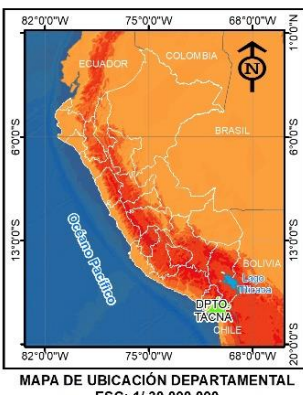 82°0'0"W 75°0'0"W 68°0'0"W
1°0'0"N
ECUADOR
COLOMBIA
N
BRASIL
6°0'0"S 6°0'0"S
13°0'0"S 13°0'0"S
Océano Pacífico
BOLIVIA
Lago
Titicaca
DPTO.
TACNA
CHILE
20°0'0"S
82°0'0"W 75°0'0"W 68°0'0"W
MAPA DE UBICACIÓN DEPARTAMENTAL